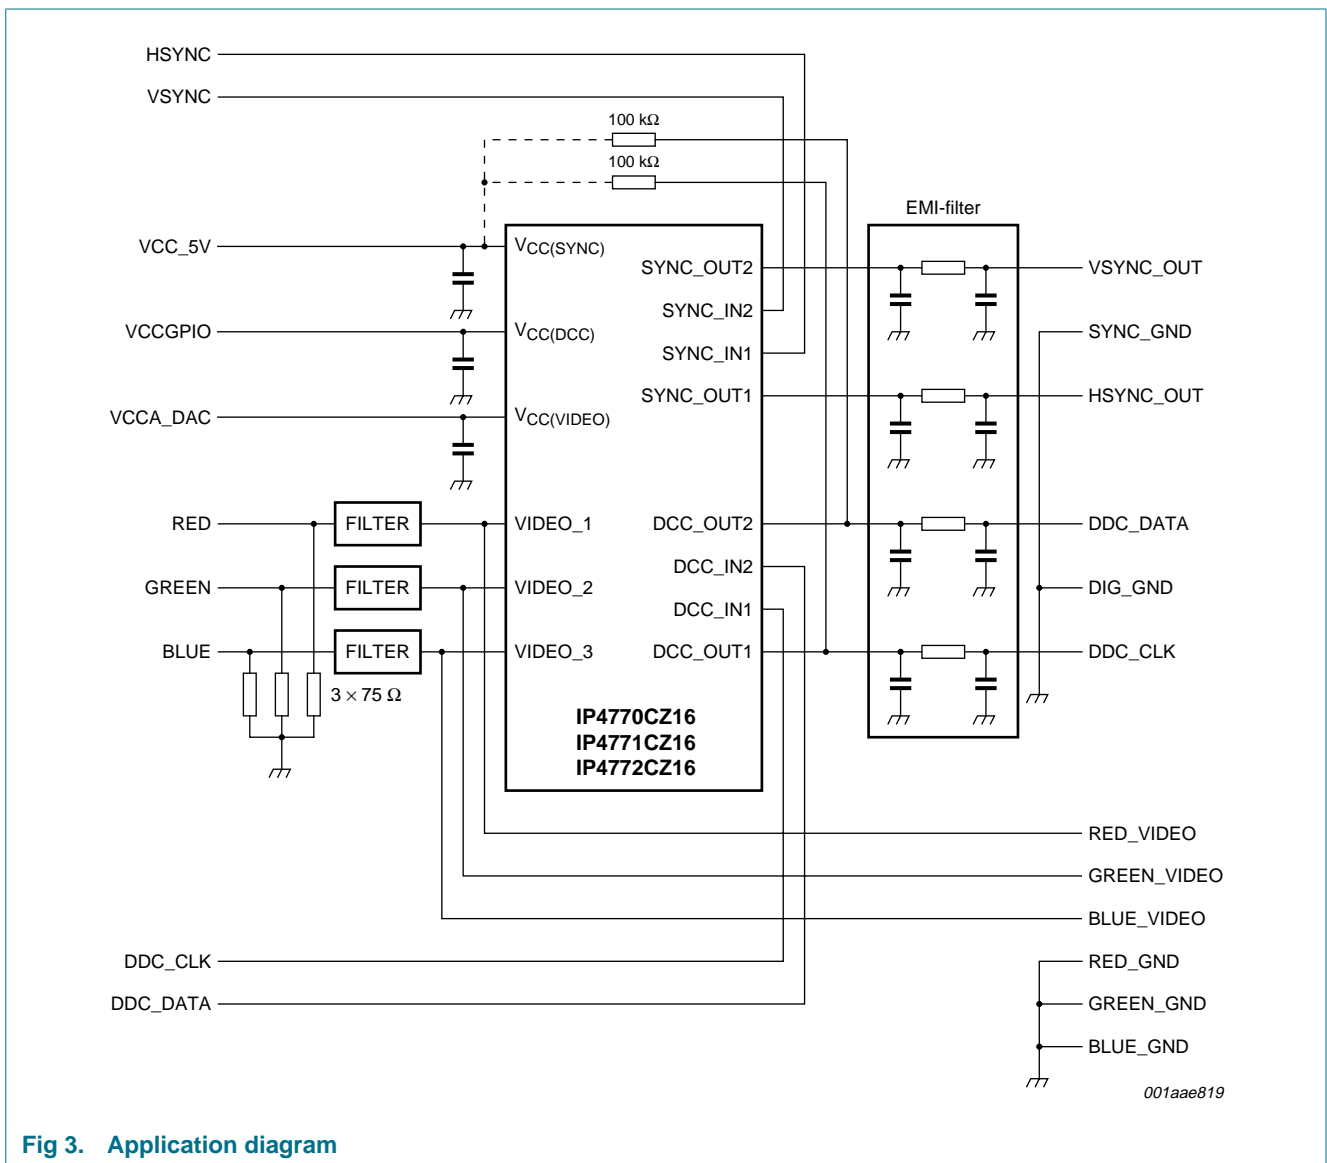 HSYNC
VSYNC
100 kΩ
100 kΩ
EMI-filter
VCC_5V
VCC(SYNC)
SYNC_OUT2
VSYNC_OUT
SYNC_IN2
VCCGPIO
VCC(DCC)
SYNC_GND
SYNC_IN1
VCCA_DAC
VCC(VIDEO)
SYNC_OUT1
HSYNC_OUT
RED
FILTER
VIDEO_1
DCC_OUT2
DDC_DATA
DCC_IN2
GREEN
FILTER
VIDEO_2
DIG_GND
DCC_IN1
BLUE
FILTER
VIDEO_3
DCC_OUT1
DDC_CLK
3 × 75 Ω
IP4770CZ16
IP4771CZ16
IP4772CZ16
RED_VIDEO
GREEN_VIDEO
BLUE_VIDEO
DDC_CLK
RED_GND
DDC_DATA
GREEN_GND
BLUE_GND
001aae819
Fig 3. Application diagram